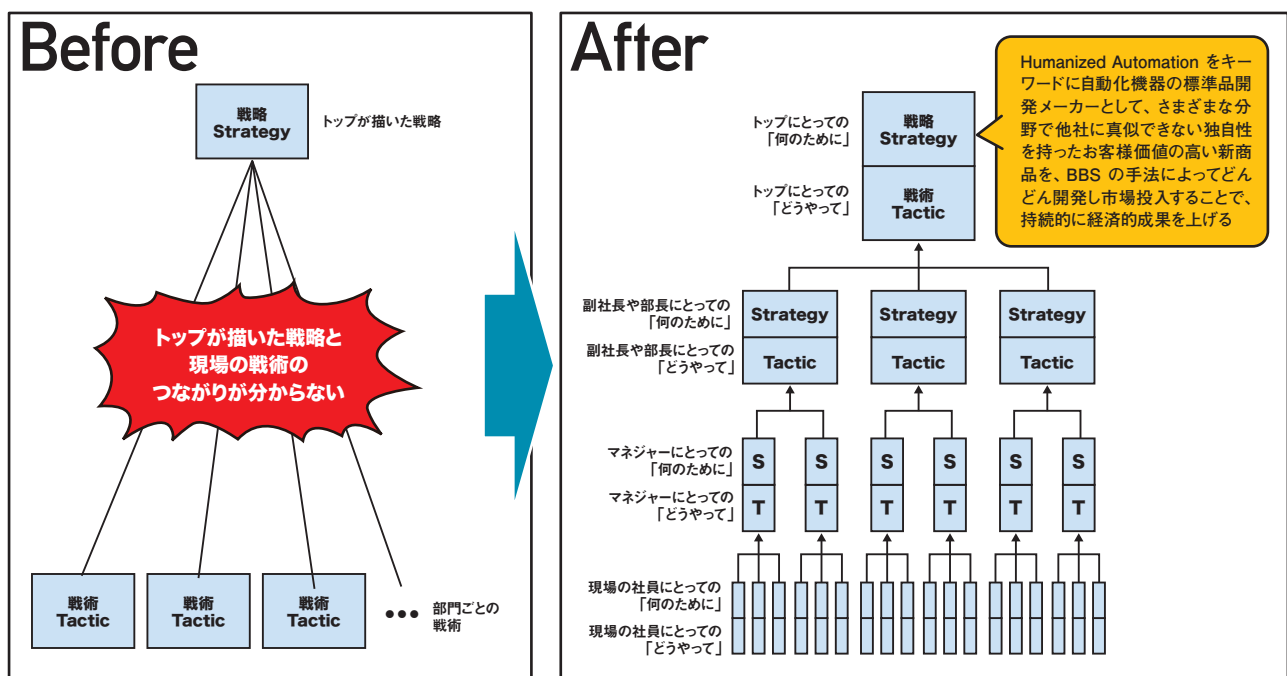 Before
戦略
Strategy
トップが描いた戦略
トップが描いた戦略と
現場の戦術の
つながりが分からない
戦術
Tactic
戦術
Tactic
戦術
Tactic
•••
部門ごとの
戦術
After
Humanized Automation をキー
ワードに自動化機器の標準品開
発メーカーとして、さまざまな分
野で他社に真似できない独自性
を持ったお客様価値の高い新商
品を、BBS の手法によってどん
どん開発し市場投入することで、
持続的に経済的成果を上げる
トップにとっての
「何のために」
戦略
Strategy
トップにとっての
「どうやって」
戦術
Tactic
副社長や部長にとっての
「何のために」
Strategy
Strategy
Strategy
副社長や部長にとっての
「どうやって」
Tactic
Tactic
Tactic
マネジャーにとっての
「何のために」
S
S
S
S
S
S
マネジャーにとっての
「どうやって」
T
T
T
T
T
T
現場の社員にとっての
「何のために」
現場の社員にとっての
「どうやって」